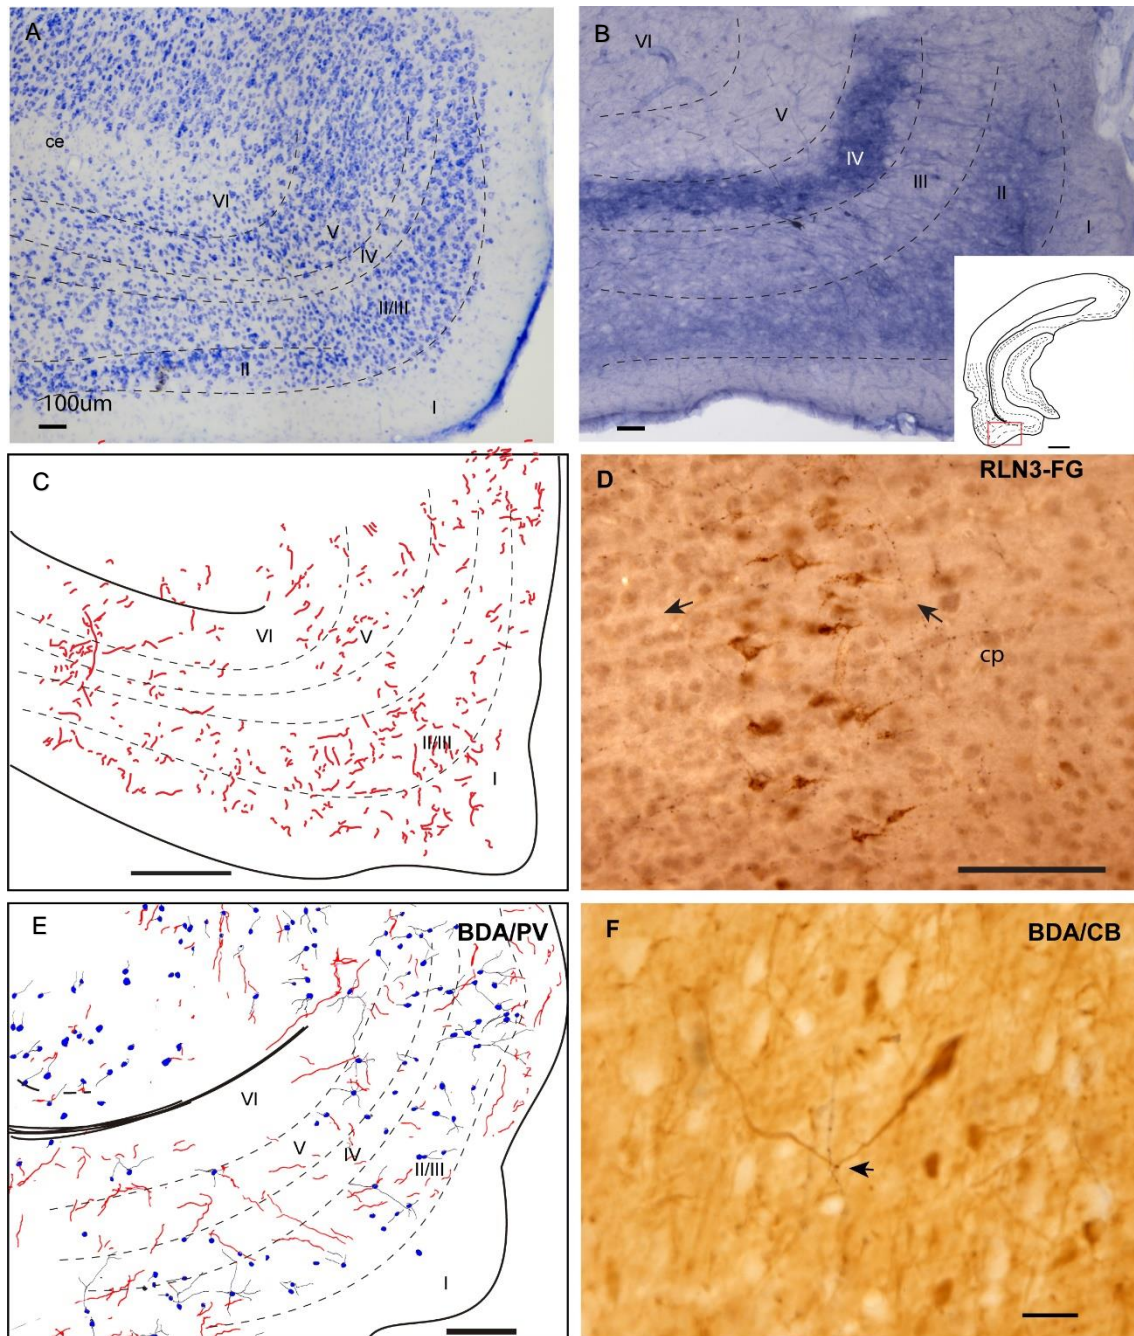 A
ce
VI
V
IV
II/III
II
100um
I
B
VI
V
IV
III
II
I
C
VI
V
II/III
I
RLN3-FG
D
cp
E
BDA/PV
VI
V
IV
II/III
I
F
BDA/CB